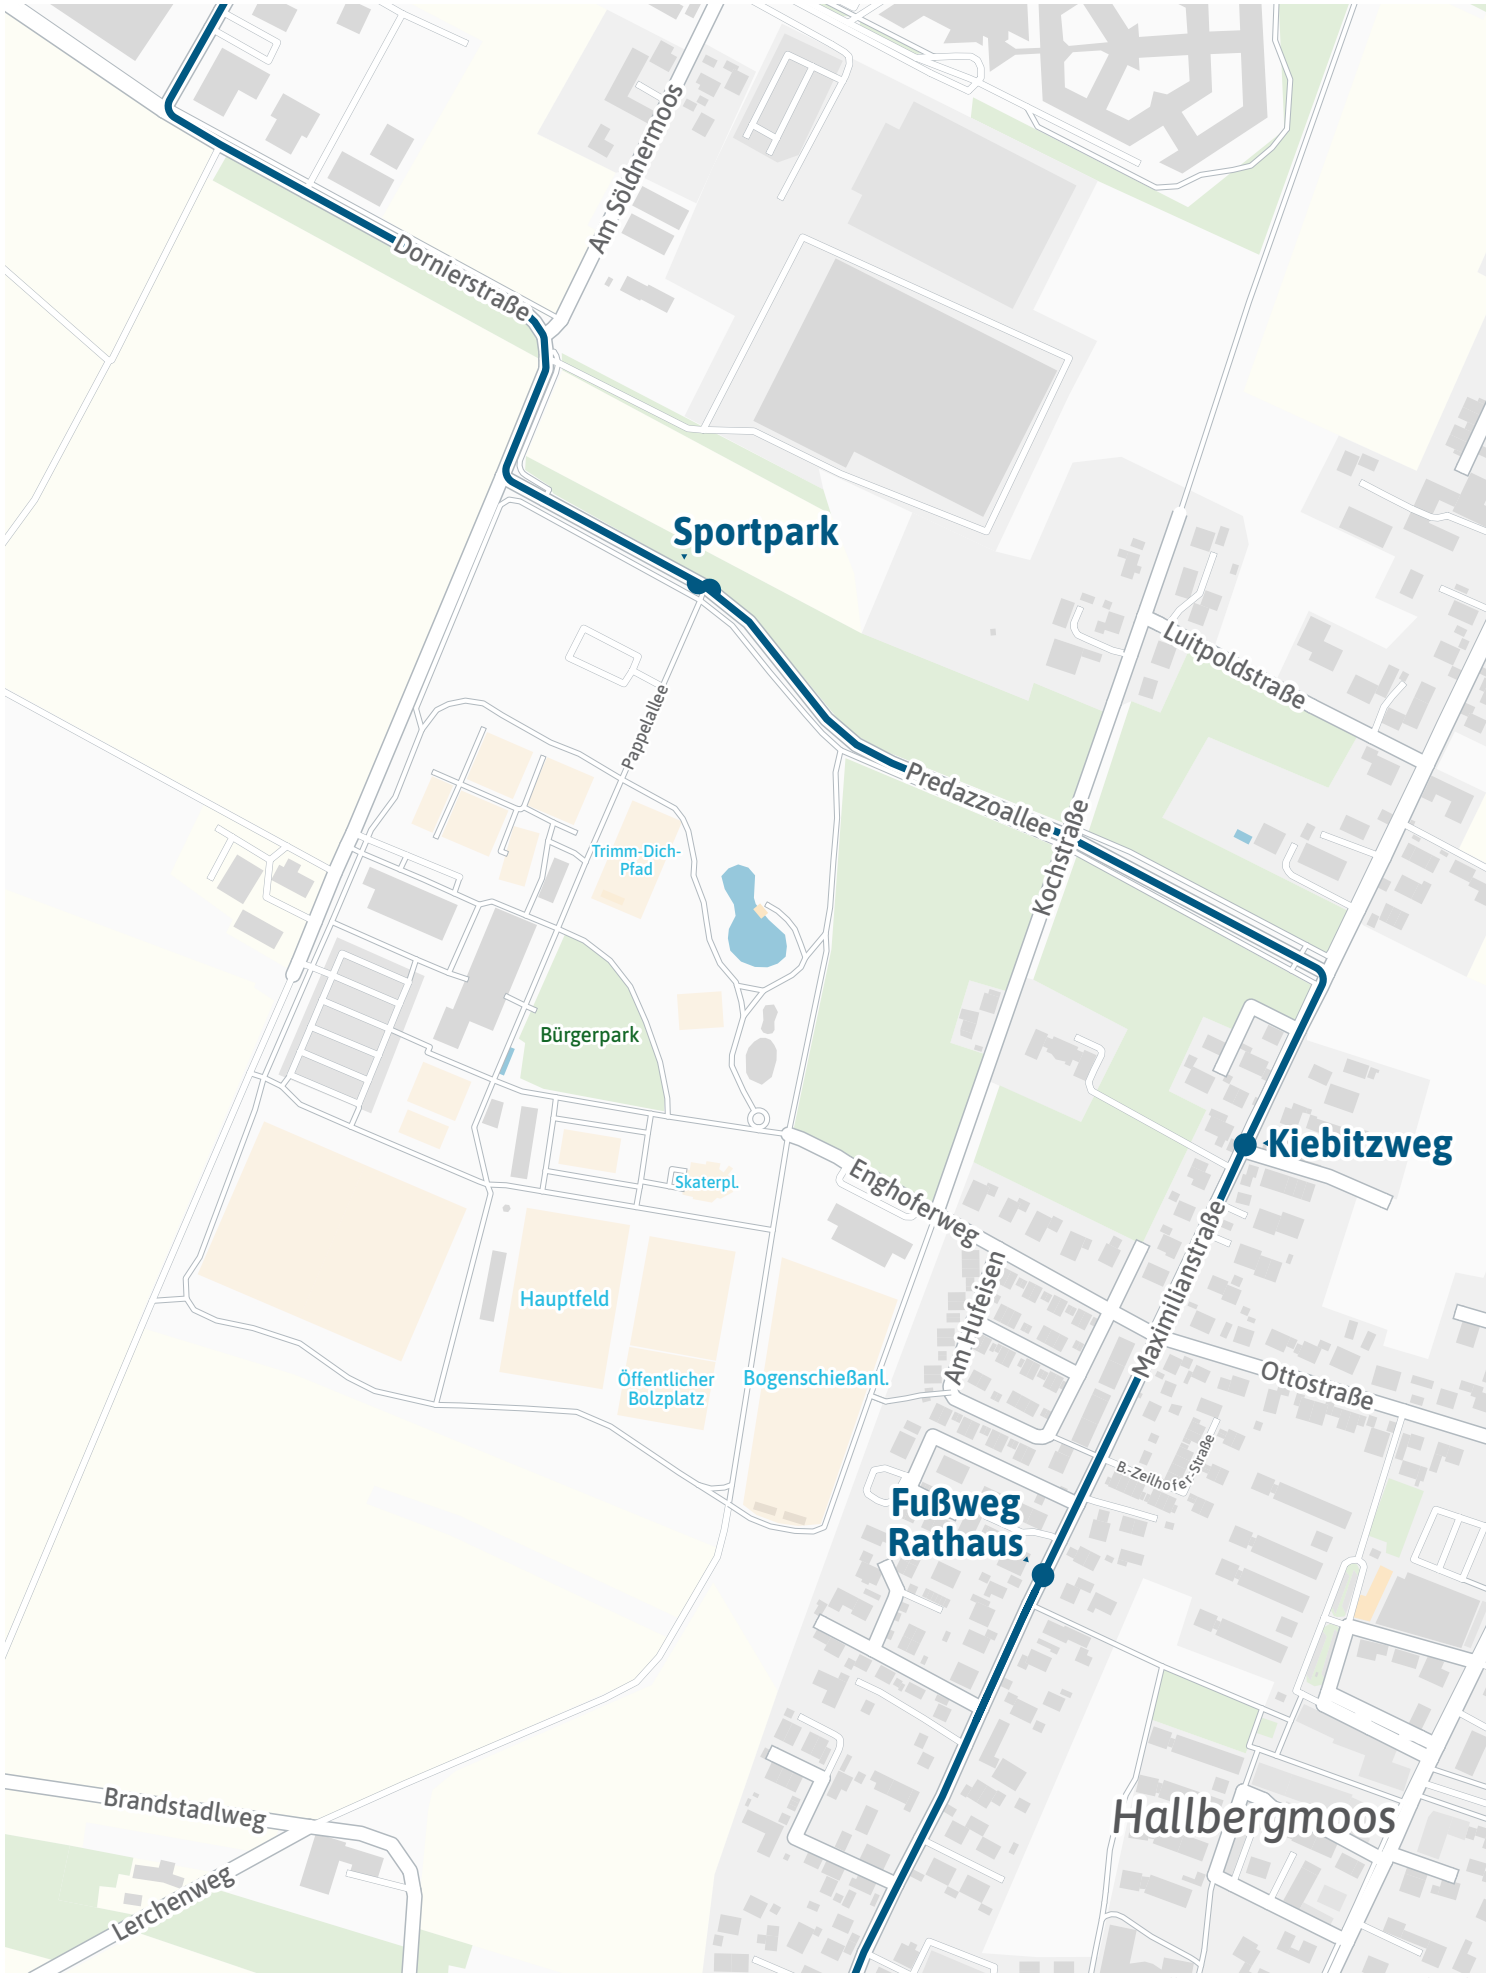 Am Söldnermoos
Dornierstraße
Sportpark
Luitpoldstraße
Pappelallee
Predazzoallee
Kochstraße
Trimm-Dich-
Pfad
Bürgerpark
Kiebitzweg
Skaterpl.
Enghoferweg
Maximilianstraße
Am Hufeisen
Hauptfeld
Öffentlicher
Bolzplatz
Bogenschießanl.
Ottostraße
B.-Zeilhofer-Straße
Fußweg
Rathaus
Brandstadlweg
Hallbergmoos
Lerchenweg